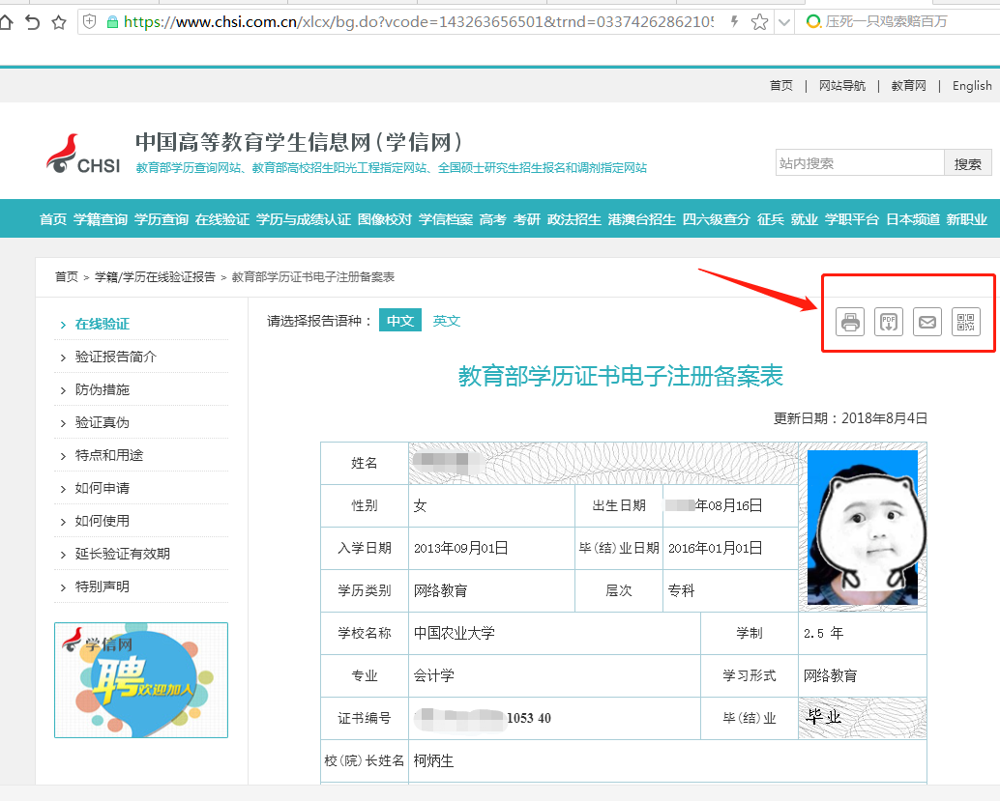 https://www.chsi.com.cn/xlcx/bg.do?vcode=143263656501&trnd=03374262862105
压死一只鸡索赔百万
首页 | 网站导航 | 教育网 | English
CHSI
中国高等教育学生信息网(学信网)
教育部学历查询网站、教育部高校招生阳光工程指定网站、全国硕士研究生招生报名和调剂指定网站
站内搜索 搜索
首页 学籍查询 学历查询 在线验证 学历与成绩认证 图像校对 学信档案 高考 考研 政法招生 港澳台招生 四六级查分 征兵 就业 学职平台 日本频道 新职业
首页 > 学籍/学历在线验证报告 > 教育部学历证书电子注册备案表
> 在线验证
> 验证报告简介
> 防伪措施
> 验证真伪
> 特点和用途
> 如何申请
> 如何使用
> 延长验证有效期
> 特别声明
学信网
聘 欢迎加入
请选择报告语种： 中文 英文
PDF
教育部学历证书电子注册备案表
更新日期：2018年8月4日
姓名
性别 女 出生日期 年08月16日
入学日期 2013年09月01日 毕(结)业日期 2016年01月01日
学历类别 网络教育 层次 专科
学校名称 中国农业大学 学制 2.5 年
专业 会计学 学习形式 网络教育
证书编号 1053 40 毕(结)业 毕业
校(院)长姓名 柯炳生